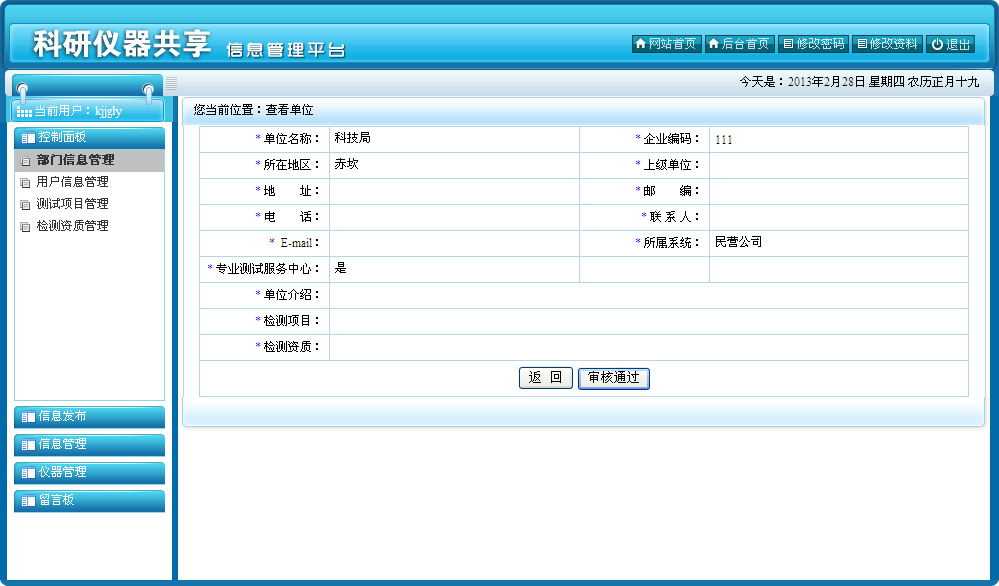 科研仪器共享 信息管理平台
网站首页 后台首页 修改密码 修改资料 退出
今天是：2013年2月28日 星期四 农历正月十九
当前用户：kjjgly
控制面板
部门信息管理
用户信息管理
测试项目管理
检测资质管理
信息发布
信息管理
仪器管理
留言板
您当前位置：查看单位
*单位名称： 科技局 *企业编码： 111
*所在地区： 赤坎 *上级单位：
*地 址： *邮 编：
*电 话： *联 系 人：
* E-mail： *所属系统： 民营公司
*专业测试服务中心： 是
*单位介绍：
*检测项目：
*检测资质：
返 回 审核通过